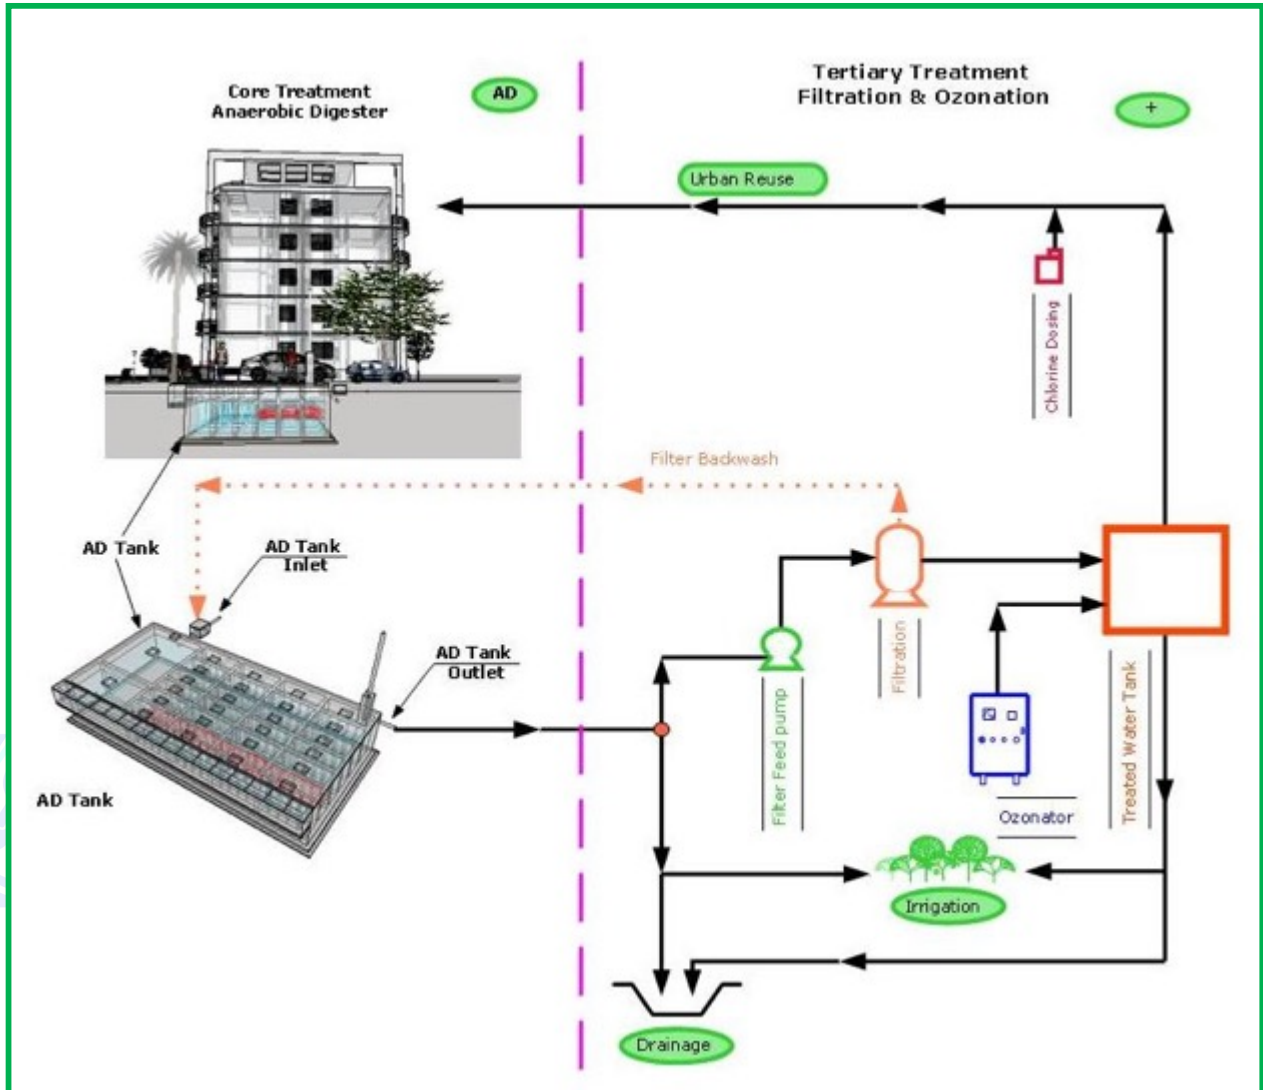 Core Treatment
Anaerobic Digester
AD
Tertiary Treatment
Filtration & Ozonation
+
Urban Reuse
Chlorine Dosing
Filter Backwash
AD Tank
AD Tank
Inlet
AD Tank
Outlet
AD Tank
Filter Feed pump
Filtration
Ozonator
Treated Water Tank
Irrigation
Drainage